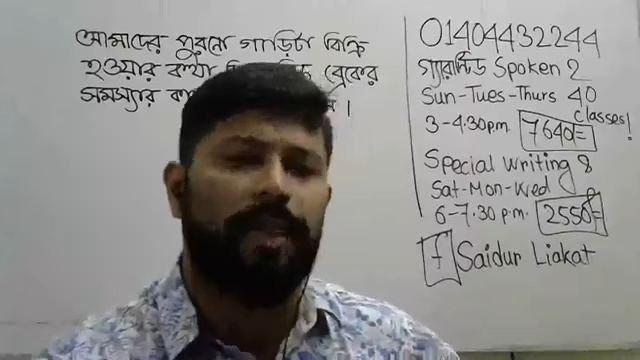 আমাদের পুরনো গাড়িটা বিক্রি
হওয়ার কথা ব্রেকের
সমস্যার
01404432244
গ্যারান্টিড Spoken 2
Sun-Tues-Thurs 40
classes!
3-4.30pm 7640/=
Special Writing 8
Sat-Mon-Wed
6-7.30 p.m. 2550/=
f Saidur Liakat